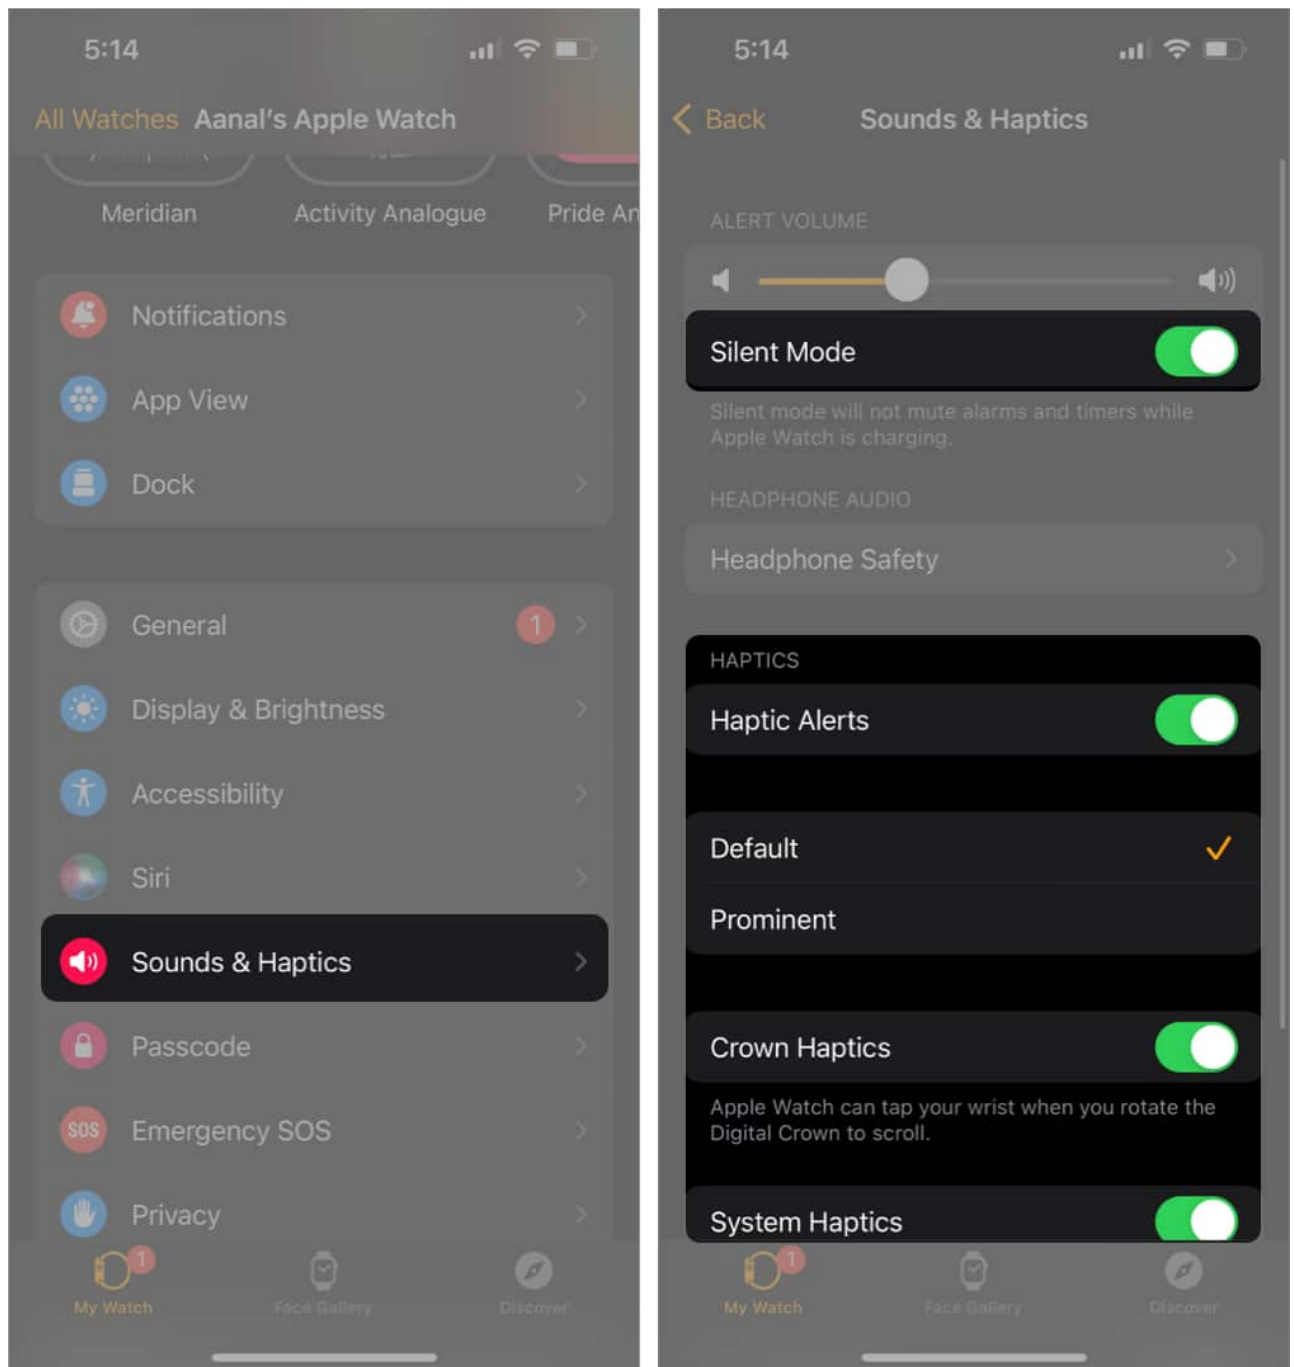 5:14
All Watches Aanal's Apple Watch
Meridian Activity Analogue Pride An
Notifications
App View
Dock
General 1
Display & Brightness
Accessibility
Siri
Sounds & Haptics
Passcode
SOS Emergency SOS
Privacy
1
My Watch Face Gallery Discover
5:14
Back Sounds & Haptics
ALERT VOLUME
Silent Mode
Silent mode will not mute alarms and timers while
Apple Watch is charging.
HEADPHONE AUDIO
Headphone Safety
HAPTICS
Haptic Alerts
Default
Prominent
Crown Haptics
Apple Watch can tap your wrist when you rotate the
Digital Crown to scroll.
System Haptics
1
My Watch Face Gallery Discover